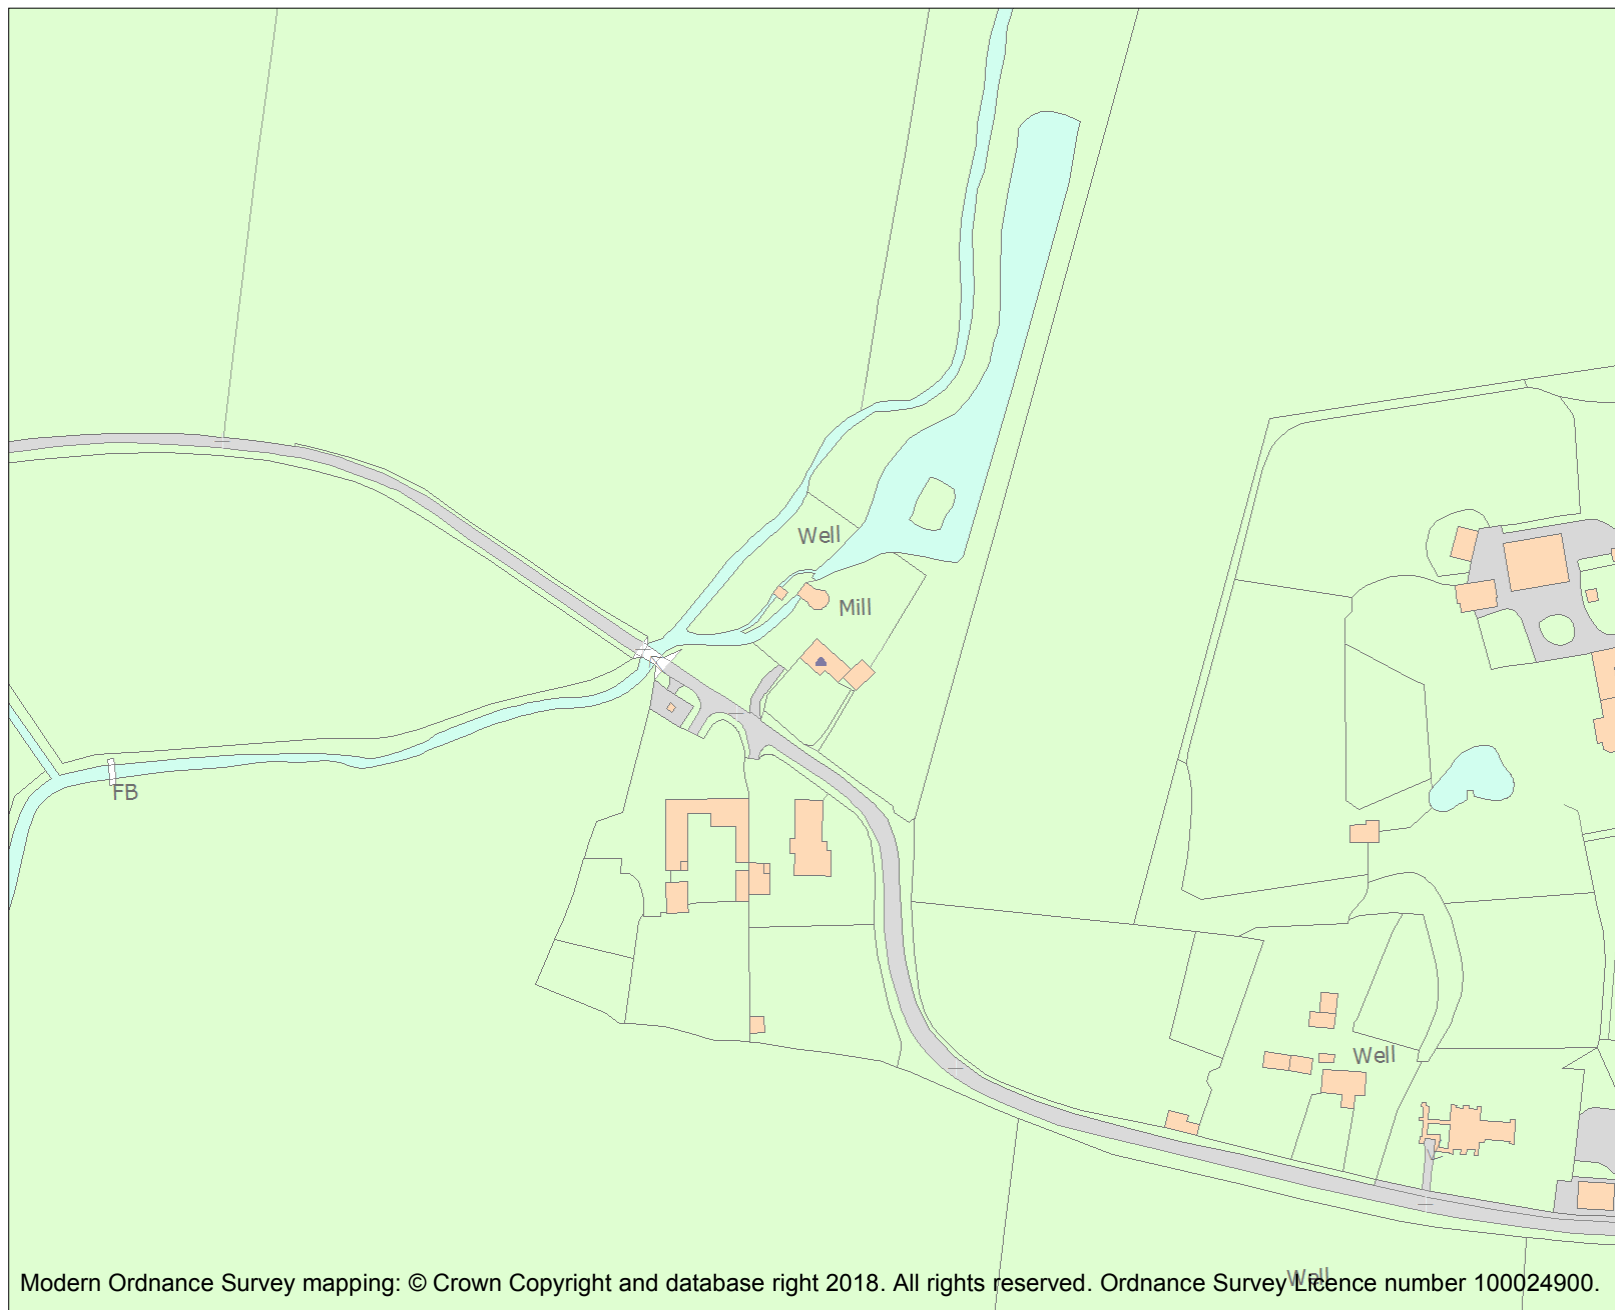 Well
Mill
FB
Well
Well
Modern Ordnance Survey mapping: © Crown Copyright and database right 2018. All rights reserved. Ordnance Survey Licence number 100024900.